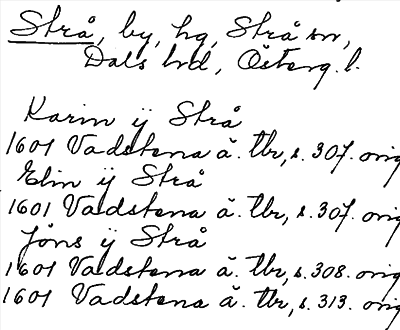 Strå, by, hg, Strå sn,
Dals hd, Österg. l.
Karin ÿ Strå
1601 Vadstena ä. tbr, s. 307. orig
Elin ÿ Strå
1601 Vadstena ä. tbr, s. 307. orig
Jöns ÿ Strå
1601 Vadstena ä. tbr, s. 308. orig
1601 Vadstena ä. tbr, s. 313. orig